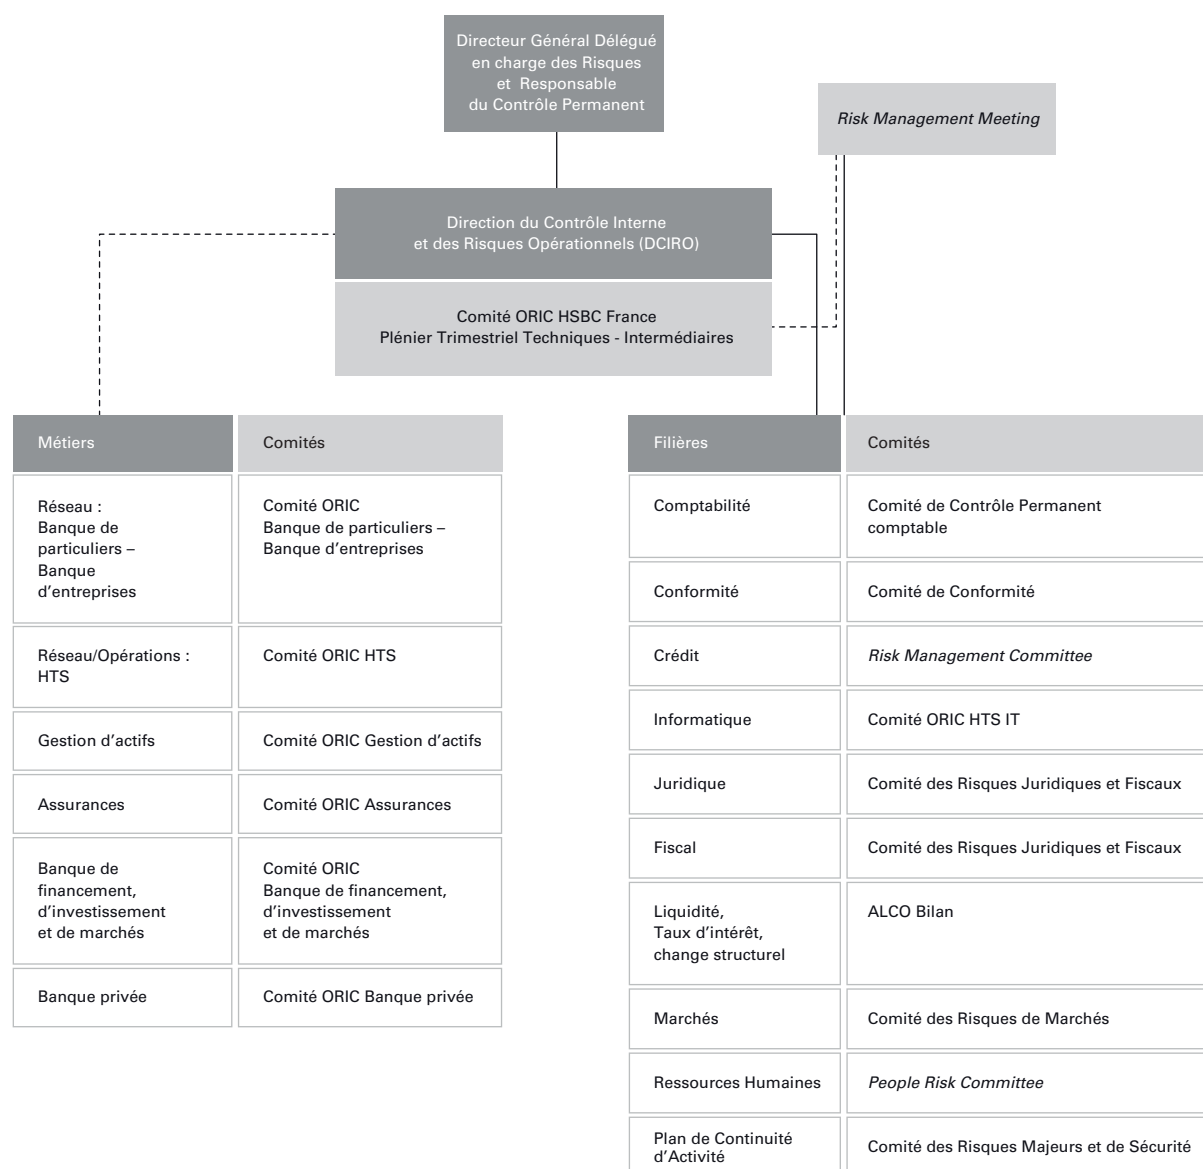 Directeur Général Délégué
en charge des Risques
et Responsable
du Contrôle Permanent
Risk Management Meeting
Direction du Contrôle Interne
et des Risques Opérationnels (DCIRO)
Comité ORIC HSBC France
Plénier Trimestriel Techniques - Intermédiaires
Métiers
Comités
Réseau :
Banque de
particuliers –
Banque
d’entreprises
Comité ORIC
Banque de particuliers –
Banque d’entreprises
Réseau/Opérations :
HTS
Comité ORIC HTS
Gestion d’actifs
Comité ORIC Gestion d’actifs
Assurances
Comité ORIC Assurances
Banque de
financement,
d’investissement
et de marchés
Comité ORIC
Banque de financement,
d’investissement
et de marchés
Banque privée
Comité ORIC Banque privée
Filières
Comités
Comptabilité
Comité de Contrôle Permanent
comptable
Conformité
Comité de Conformité
Crédit
Risk Management Committee
Informatique
Comité ORIC HTS IT
Juridique
Comité des Risques Juridiques et Fiscaux
Fiscal
Comité des Risques Juridiques et Fiscaux
Liquidité,
Taux d’intérêt,
change structurel
ALCO Bilan
Marchés
Comité des Risques de Marchés
Ressources Humaines
People Risk Committee
Plan de Continuité
d’Activité
Comité des Risques Majeurs et de Sécurité